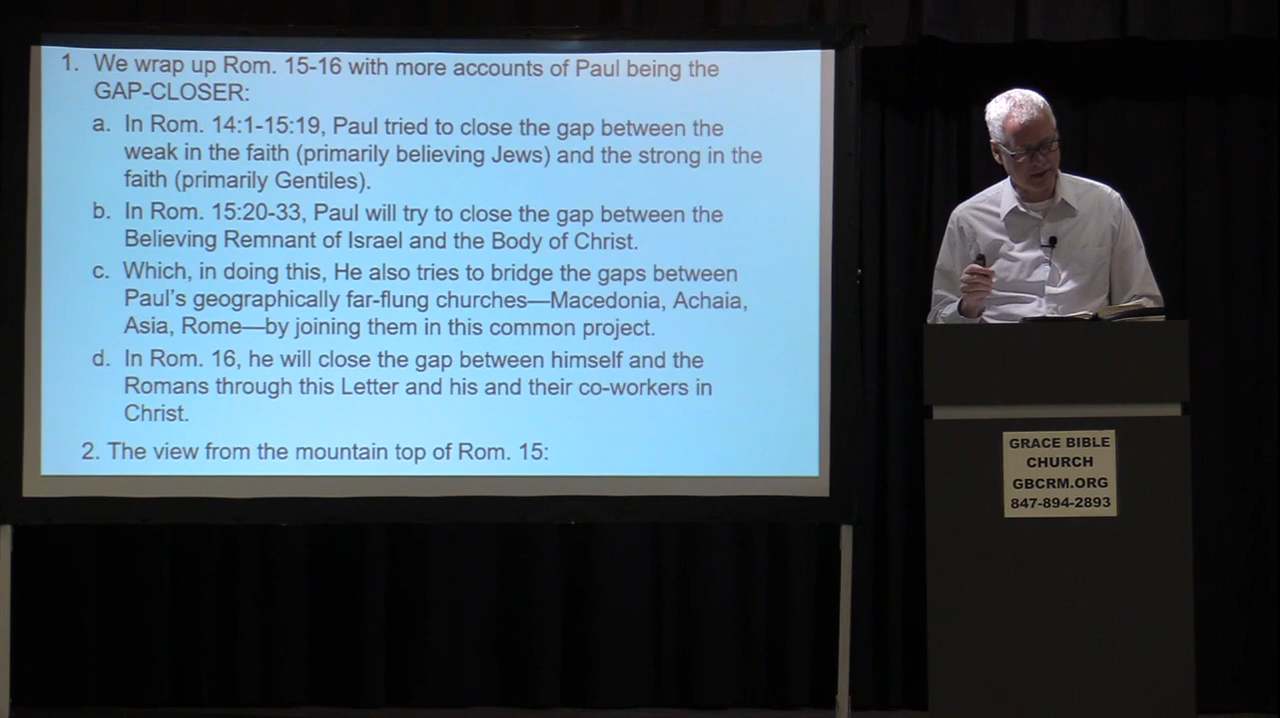 1. We wrap up Rom. 15-16 with more accounts of Paul being the
GAP-CLOSER:
a. In Rom. 14:1-15:19, Paul tried to close the gap between the
weak in the faith (primarily believing Jews) and the strong in the
faith (primarily Gentiles).
b. In Rom. 15:20-33, Paul will try to close the gap between the
Believing Remnant of Israel and the Body of Christ.
c. Which, in doing this, He also tries to bridge the gaps between
Paul's geographically far-flung churches—Macedonia, Achaia,
Asia, Rome—by joining them in this common project.
d. In Rom. 16, he will close the gap between himself and the
Romans through this Letter and his and their co-workers in
Christ.
2. The view from the mountain top of Rom. 15:
GRACE BIBLE
CHURCH
GBCRM.ORG
847-894-2893